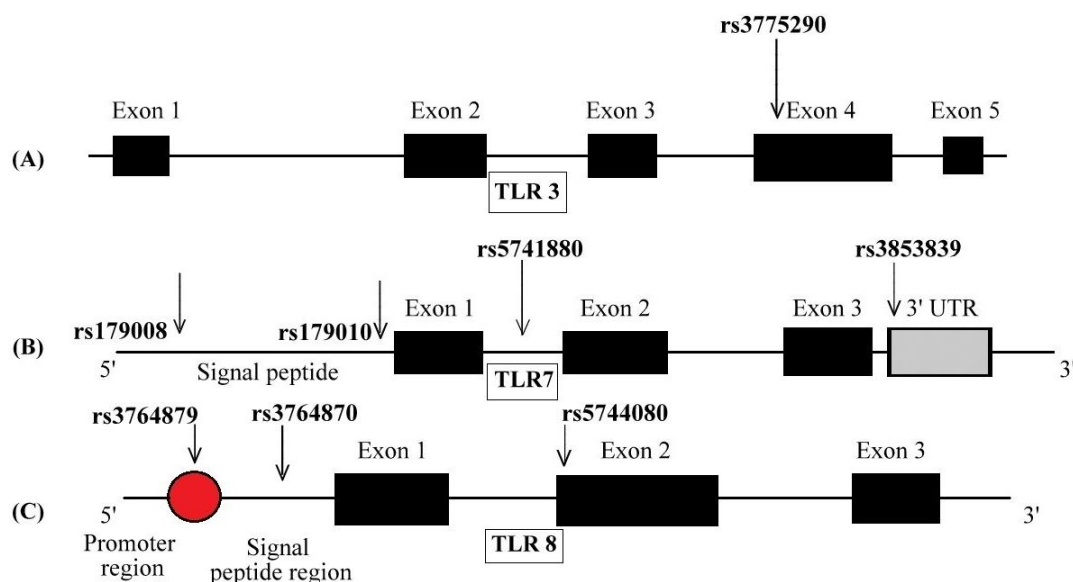 rs3775290
Exon 1 Exon 2 Exon 3 Exon 4 Exon 5
(A)
TLR 3
rs5741880 rs3853839
rs179008 rs179010 Exon 1 Exon 2 Exon 3 3' UTR
(B)
5' Signal peptide TLR7 3'
rs3764879 rs3764870 rs5744080
Exon 1 Exon 2 Exon 3
(C) 5' 3'
Promoter region
Signal peptide region
TLR 8